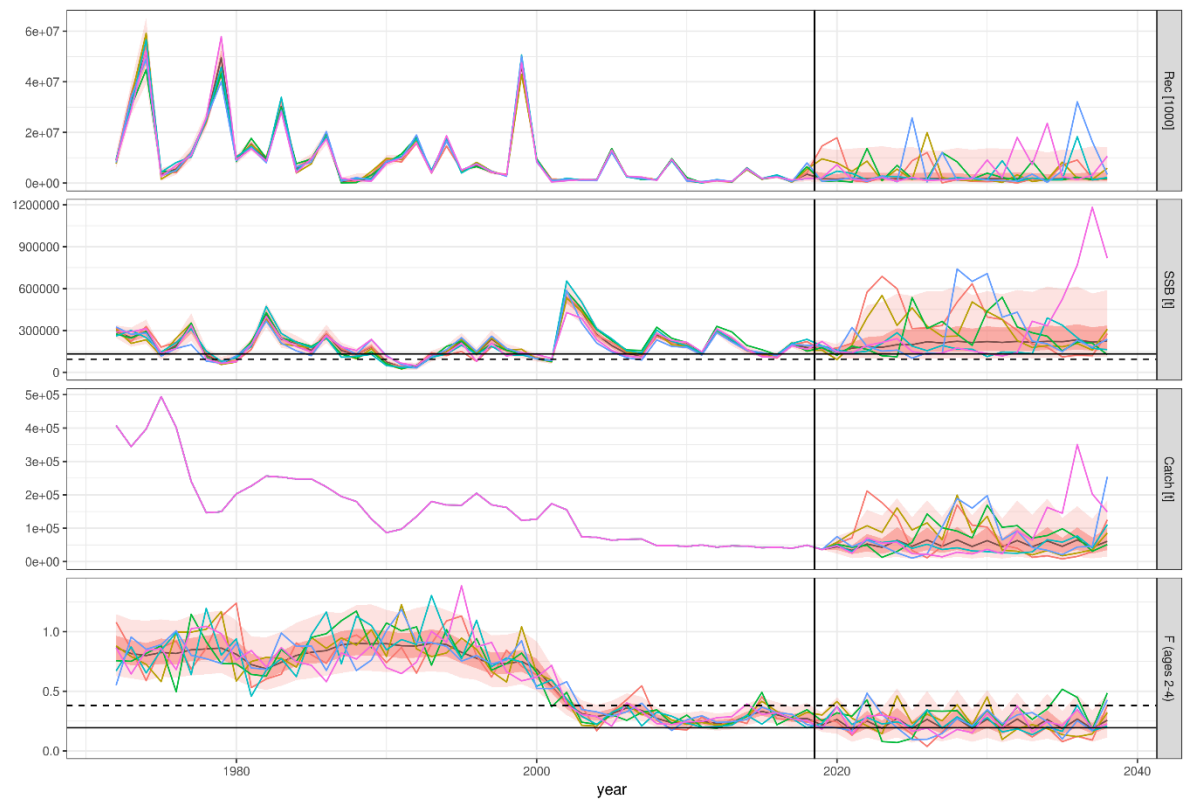 6e+07
4e+07
2e+07
0e+00
Rec [1000]
1200000
900000
600000
300000
0
SSB [t]
5e+05
4e+05
3e+05
2e+05
1e+05
0e+00
Catch [t]
1.0
0.5
0.0
F (ages 2-4)
1980
2000
2020
2040
year